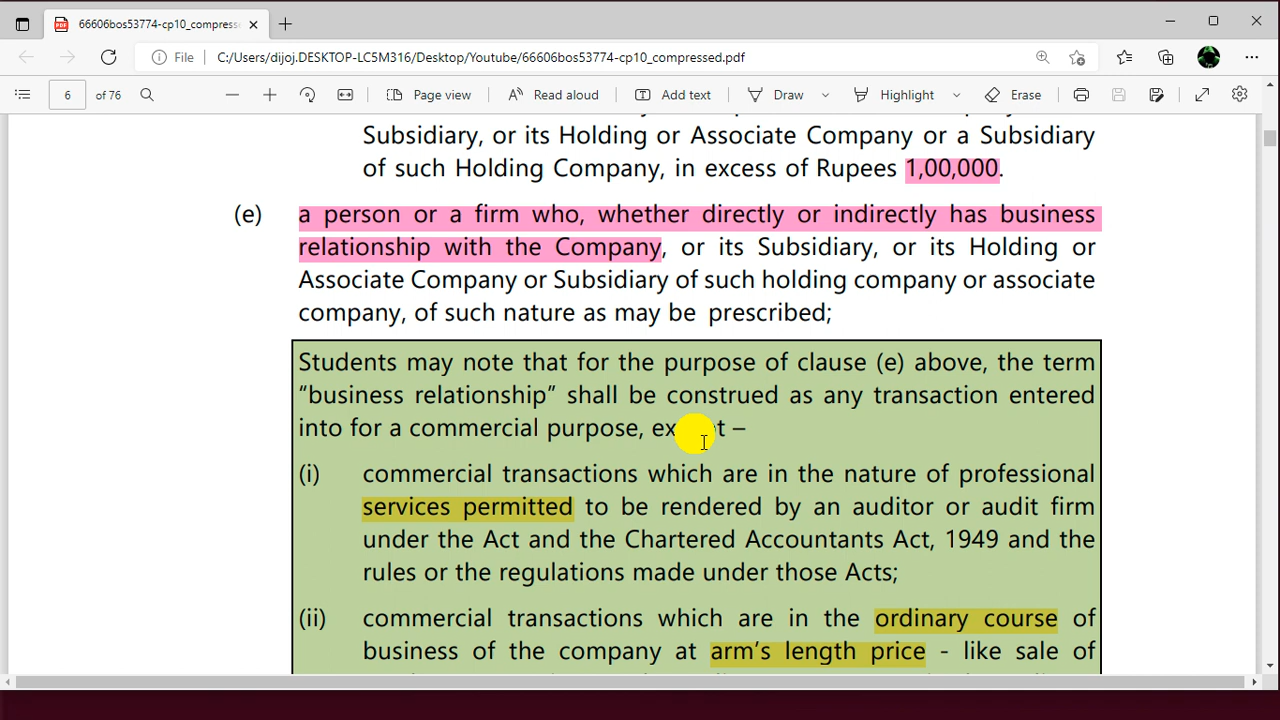 66606bos53774-cp10_compresse
File
C:/Users/dijoj.DESKTOP-LC5M316/Desktop/Youtube/66606bos53774-cp10_compressed.pdf
6 of 76
Page view
Read aloud
Add text
Draw
Highlight
Erase
Subsidiary, or its Holding or Associate Company or a Subsidiary
of such Holding Company, in excess of Rupees 1,00,000.
(e) a person or a firm who, whether directly or indirectly has business
relationship with the Company, or its Subsidiary, or its Holding or
Associate Company or Subsidiary of such holding company or associate
company, of such nature as may be prescribed;
Students may note that for the purpose of clause (e) above, the term
“business relationship” shall be construed as any transaction entered
into for a commercial purpose, except –
(i) commercial transactions which are in the nature of professional
services permitted to be rendered by an auditor or audit firm
under the Act and the Chartered Accountants Act, 1949 and the
rules or the regulations made under those Acts;
(ii) commercial transactions which are in the ordinary course of
business of the company at arm’s length price - like sale of